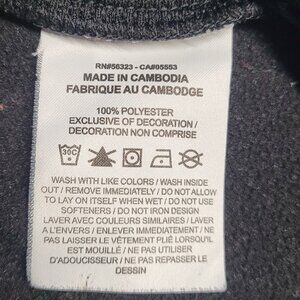 RN#56323 - CA#05553
MADE IN CAMBODIA
FABRIQUE AU CAMBODGE
100% POLYESTER
EXCLUSIVE OF DECORATION /
DECORATION NON COMPRISE
30C
WASH WITH LIKE COLORS / WASH INSIDE
OUT / REMOVE IMMEDIATELY / DO NOT ALLOW
TO LAY ON ITSELF WHEN WET / DO NOT USE
SOFTENERS / DO NOT IRON DESIGN
LAVER AVEC COULEURS SIMILAIRES / LAVER
A L'ENVERS / ENLEVER IMMEDIATEMENT / NE
PAS LAISSER LE VÊTEMENT PLIÉ LORSQU'IL
EST MOUILLÉ / NE PAS UTILISER
D'ADOUCISSEUR / NE PAS REPASSER LE
DESSIN